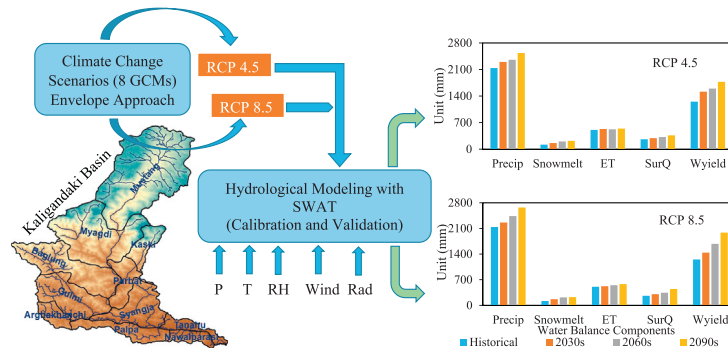 Climate Change
Scenarios (8 GCMs)
Envelope Approach
RCP 4.5
RCP 8.5
Kaligandaki Basin
Mustang
Myagdi
Kaski
Baglung
Parbat
Gulmi
Syangja
Arghakhanchi
Palpa
Tanahu
Nawalparasi
Hydrological Modeling with
SWAT
(Calibration and Validation)
P T RH Wind Rad
Unit (mm)
2800
2100
1400
700
0
RCP 4.5
Precip Snowmelt ET SurQ Wyield
Unit (mm)
2800
2100
1400
700
0
RCP 8.5
Precip Snowmelt ET SurQ Wyield
Water Balance Components
Historical 2030s 2060s 2090s